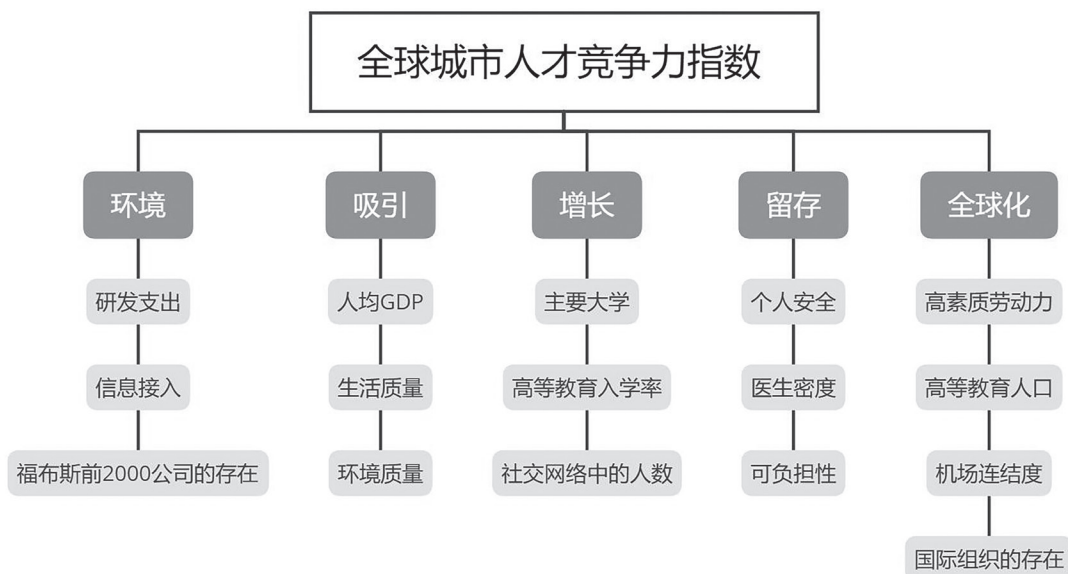 全球城市人才竞争力指数
环境
吸引
增长
留存
全球化
研发支出
人均GDP
主要大学
个人安全
高素质劳动力
信息接入
生活质量
高等教育入学率
医生密度
高等教育人口
福布斯前2000公司的存在
环境质量
社交网络中的人数
可负担性
机场连结度
国际组织的存在